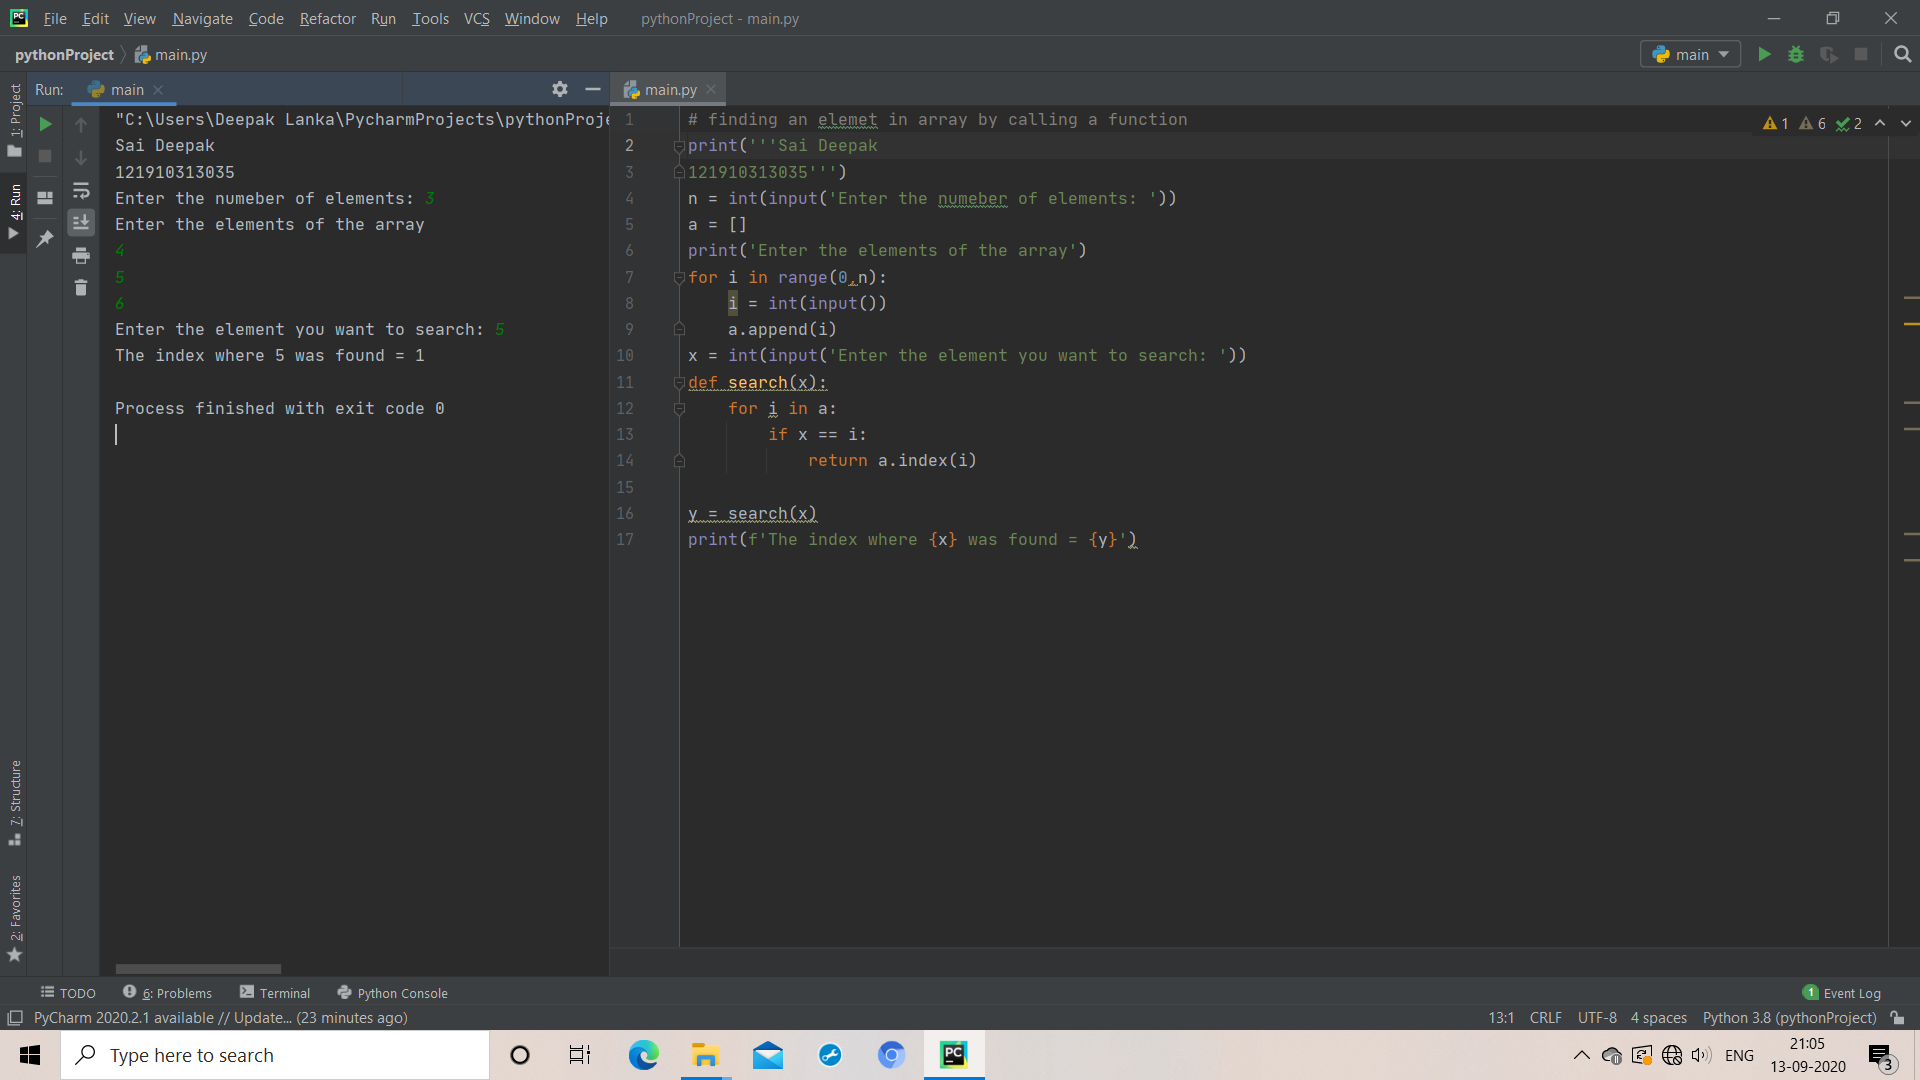 File Edit View Navigate Code Refactor Run Tools VCS Window Help pythonProject - main.py
pythonProject main.py main
Run: main main.py
1: Project
4: Run
7: Structure
2: Favorites
"C:\Users\Deepak Lanka\PycharmProjects\pythonProje
Sai Deepak
121910313035
Enter the numeber of elements: 3
Enter the elements of the array
4
5
6
Enter the element you want to search: 5
The index where 5 was found = 1
Process finished with exit code 0
1 # finding an elemet in array by calling a function
2 print('''Sai Deepak
3 121910313035''')
4 n = int(input('Enter the numeber of elements: '))
5 a = []
6 print('Enter the elements of the array')
7 for i in range(0,n):
8     i = int(input())
9     a.append(i)
10 x = int(input('Enter the element you want to search: '))
11 def search(x):
12     for i in a:
13         if x == i:
14             return a.index(i)
15
16 y = search(x)
17 print(f'The index where {x} was found = {y}')
1 6 2
TODO 6: Problems Terminal Python Console 1 Event Log
PyCharm 2020.2.1 available // Update... (23 minutes ago) 13:1 CRLF UTF-8 4 spaces Python 3.8 (pythonProject)
Type here to search PC ENG 21:05
13-09-2020 3